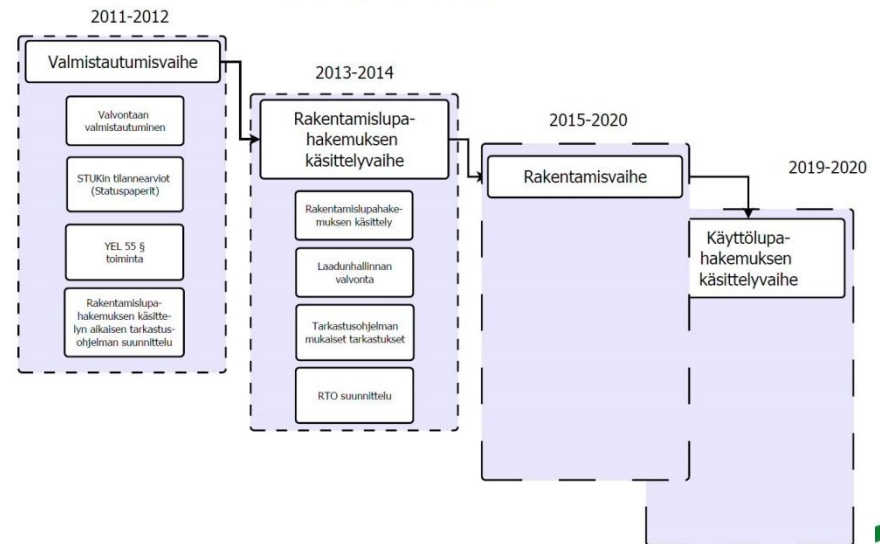 2011-2012
Valmistautumisvaihe
Valvontaan
valmistautuminen
STUKin tilannearviot
(Statuspaperit)
YEL 55 §
toiminta
Rakentamislupa-
hakemuksen käsitte-
lyn aikaisen tarkastus-
ohjelman suunnittelu
2013-2014
Rakentamislupa-
hakemuksen
käsittelyvaihe
Rakentamislupahake-
muksen käsittely
Laadunhallinnan
valvonta
Tarkastusohjelman
mukaiset tarkastukset
RTO suunnittelu
2015-2020
Rakentamisvaihe
2019-2020
Käyttölupa-
hakemuksen
käsittelyvaihe